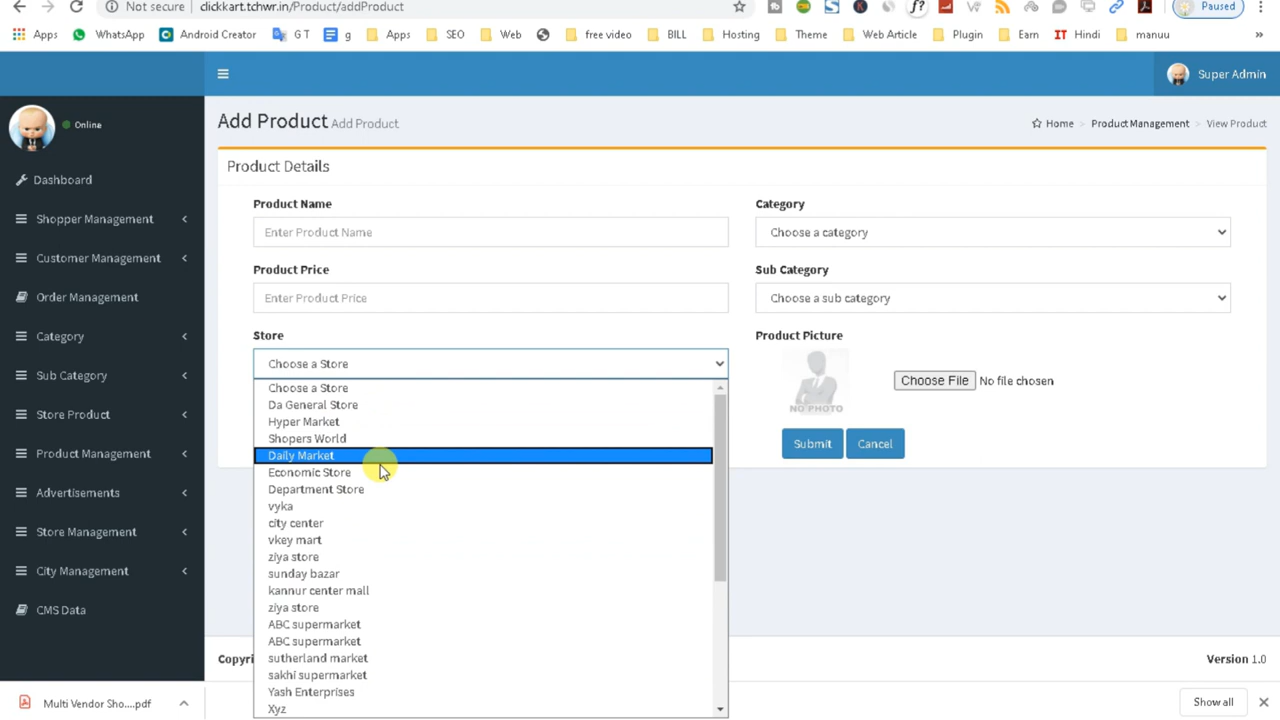 Not secure clickkart.tchwr.in/Product/addProduct Paused
Apps WhatsApp Android Creator G T g Apps SEO Web free video BILL Hosting Theme Web Article Plugin Earn IT Hindi manuu »
Super Admin
Online
Add Product Add Product
Home > Product Management > View Product
Dashboard
Shopper Management
Customer Management
Order Management
Category
Sub Category
Store Product
Product Management
Advertisements
Store Management
City Management
CMS Data
Product Details
Product Name
Enter Product Name
Category
Choose a category
Product Price
Enter Product Price
Sub Category
Choose a sub category
Store
Choose a Store
Product Picture
NO PHOTO
Choose File No file chosen
Submit Cancel
Choose a Store
Da General Store
Hyper Market
Shopers World
Daily Market
Economic Store
Department Store
vyka
city center
vkey mart
ziya store
sunday bazar
kannur center mall
ziya store
ABC supermarket
ABC supermarket
sutherland market
sakhi supermarket
Yash Enterprises
Xyz
Copyri
Version 1.0
Multi Vendor Sho....pdf
Show all